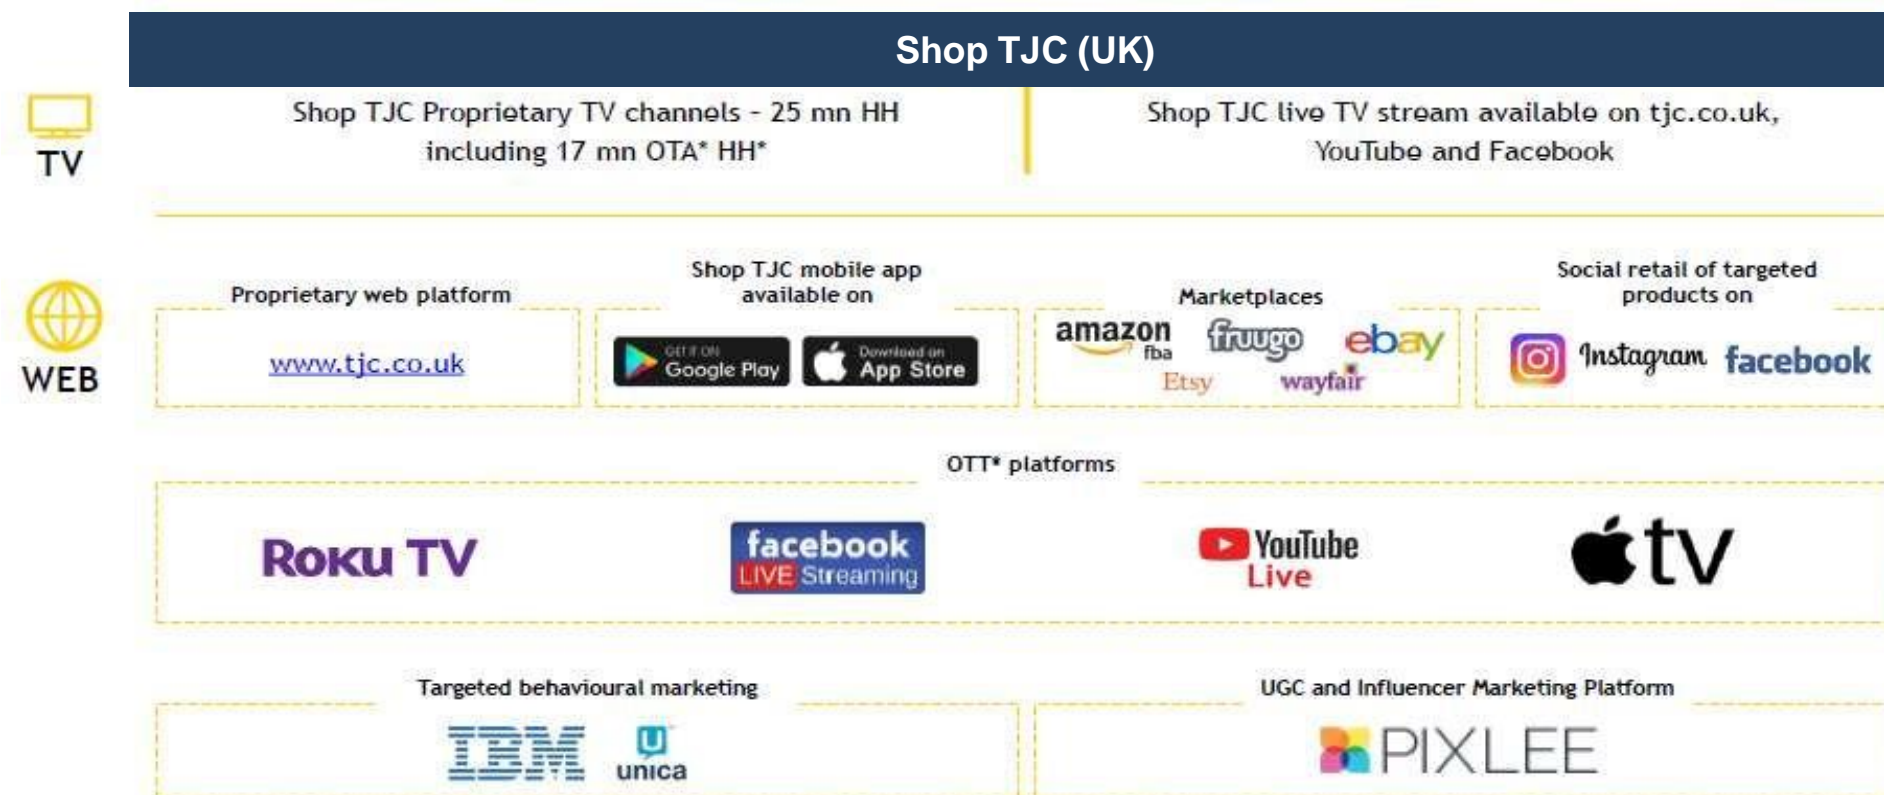 Shop TJC (UK)
TV
Shop TJC Proprietary TV channels - 25 mn HH
including 17 mn OTA* HH*
Shop TJC live TV stream available on tjc.co.uk,
YouTube and Facebook
WEB
Proprietary web platform
www.tjc.co.uk
Shop TJC mobile app
available on
GET IT ON
Google Play
Download on
App Store
Marketplaces
amazon
fba
fruugo
ebay
Etsy
wayfair
Social retail of targeted
products on
Instagram
facebook
OTT* platforms
Roku TV
facebook
LIVE Streaming
YouTube
Live
tv
Targeted behavioural marketing
IBM
unica
UGC and Influencer Marketing Platform
PIXLEE